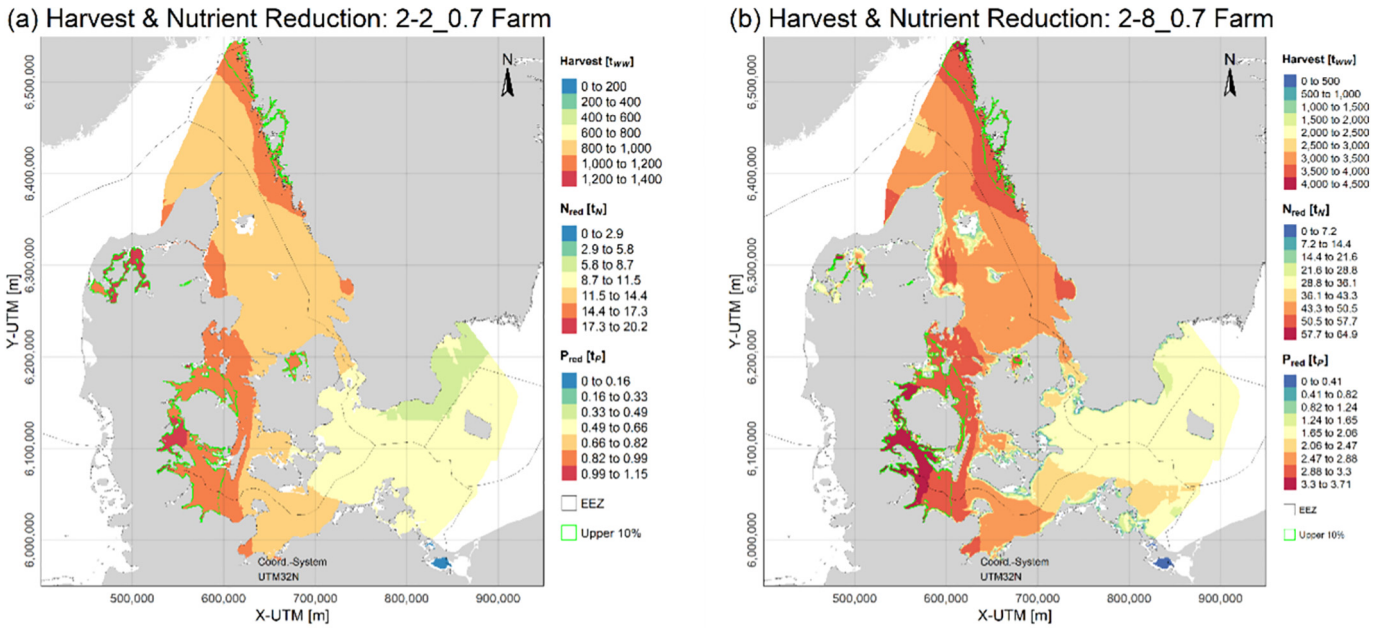 (a) Harvest & Nutrient Reduction: 2-2_0.7 Farm
N
Harvest [tWW]
0 to 200
200 to 400
400 to 600
600 to 800
800 to 1,000
1,000 to 1,200
1,200 to 1,400
Nred [tN]
0 to 2.9
2.9 to 5.8
5.8 to 8.7
8.7 to 11.5
11.5 to 14.4
14.4 to 17.3
17.3 to 20.2
Pred [tP]
0 to 0.16
0.16 to 0.33
0.33 to 0.49
0.49 to 0.66
0.66 to 0.82
0.82 to 0.99
0.99 to 1.15
EEZ
Upper 10%
Y-UTM [m]
6,500,000
6,400,000
6,300,000
6,200,000
6,100,000
6,000,000
Coord.-System
UTM32N
500,000 600,000 700,000 800,000 900,000
X-UTM [m]
(b) Harvest & Nutrient Reduction: 2-8_0.7 Farm
N
Harvest [tWW]
0 to 500
500 to 1,000
1,000 to 1,500
1,500 to 2,000
2,000 to 2,500
2,500 to 3,000
3,000 to 3,500
3,500 to 4,000
4,000 to 4,500
Nred [tN]
0 to 7.2
7.2 to 14.4
14.4 to 21.6
21.6 to 28.8
28.8 to 36.1
36.1 to 43.3
43.3 to 50.5
50.5 to 57.7
57.7 to 64.9
Pred [tP]
0 to 0.41
0.41 to 0.82
0.82 to 1.24
1.24 to 1.65
1.65 to 2.06
2.06 to 2.47
2.47 to 2.88
2.88 to 3.3
3.3 to 3.71
EEZ
Upper 10%
Y-UTM [m]
6,500,000
6,400,000
6,300,000
6,200,000
6,100,000
6,000,000
Coord.-System
UTM32N
500,000 600,000 700,000 800,000 900,000
X-UTM [m]